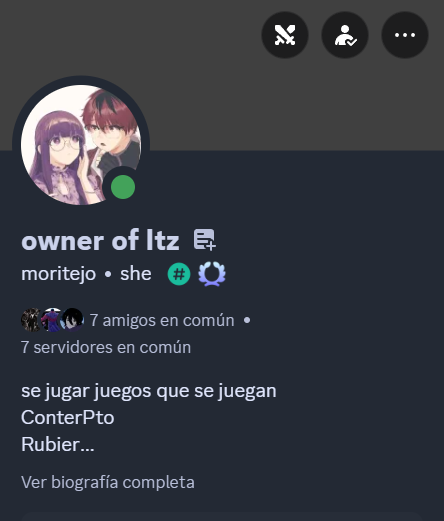 owner of ltz
moritejo • she #
7 amigos en común •
7 servidores en común
se jugar juegos que se juegan
ConterPto
Rubier...
Ver biografía completa